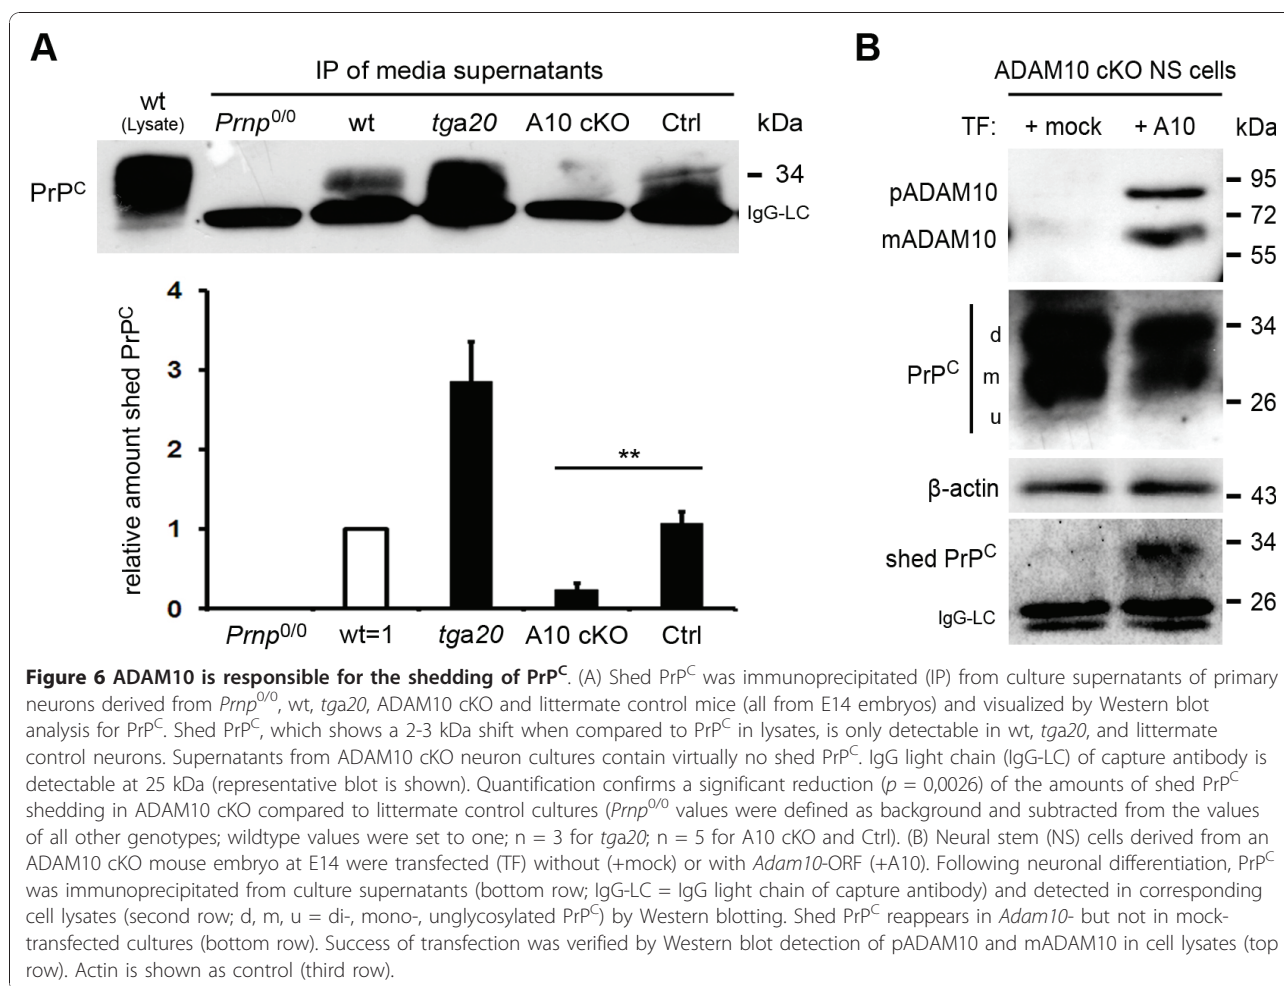 A
IP of media supernatants
wt
(Lysate)
Prnp0/0 wt tga20 A10 cKO Ctrl kDa
PrPC
34
IgG-LC
relative amount shed PrPC
4
3
2
1
0
**
Prnp0/0 wt=1 tga20 A10 cKO Ctrl
B
ADAM10 cKO NS cells
TF: + mock + A10 kDa
pADAM10
mADAM10
95
72
55
PrPC
d
m
u
34
26
β-actin
43
shed PrPC
34
26
IgG-LC
Figure 6 ADAM10 is responsible for the shedding of PrPC. (A) Shed PrPC was immunoprecipitated (IP) from culture supernatants of primary
neurons derived from Prnp0/0, wt, tga20, ADAM10 cKO and littermate control mice (all from E14 embryos) and visualized by Western blot
analysis for PrPC. Shed PrPC, which shows a 2-3 kDa shift when compared to PrPC in lysates, is only detectable in wt, tga20, and littermate
control neurons. Supernatants from ADAM10 cKO neuron cultures contain virtually no shed PrPC. IgG light chain (IgG-LC) of capture antibody is
detectable at 25 kDa (representative blot is shown). Quantification confirms a significant reduction (p = 0,0026) of the amounts of shed PrPC
shedding in ADAM10 cKO compared to littermate control cultures (Prnp0/0 values were defined as background and subtracted from the values
of all other genotypes; wildtype values were set to one; n = 3 for tga20; n = 5 for A10 cKO and Ctrl). (B) Neural stem (NS) cells derived from an
ADAM10 cKO mouse embryo at E14 were transfected (TF) without (+mock) or with Adam10-ORF (+A10). Following neuronal differentiation, PrPC
was immunoprecipitated from culture supernatants (bottom row; IgG-LC = IgG light chain of capture antibody) and detected in corresponding
cell lysates (second row; d, m, u = di-, mono-, unglycosylated PrPC) by Western blotting. Shed PrPC reappears in Adam10- but not in mock-
transfected cultures (bottom row). Success of transfection was verified by Western blot detection of pADAM10 and mADAM10 in cell lysates (top
row). Actin is shown as control (third row).